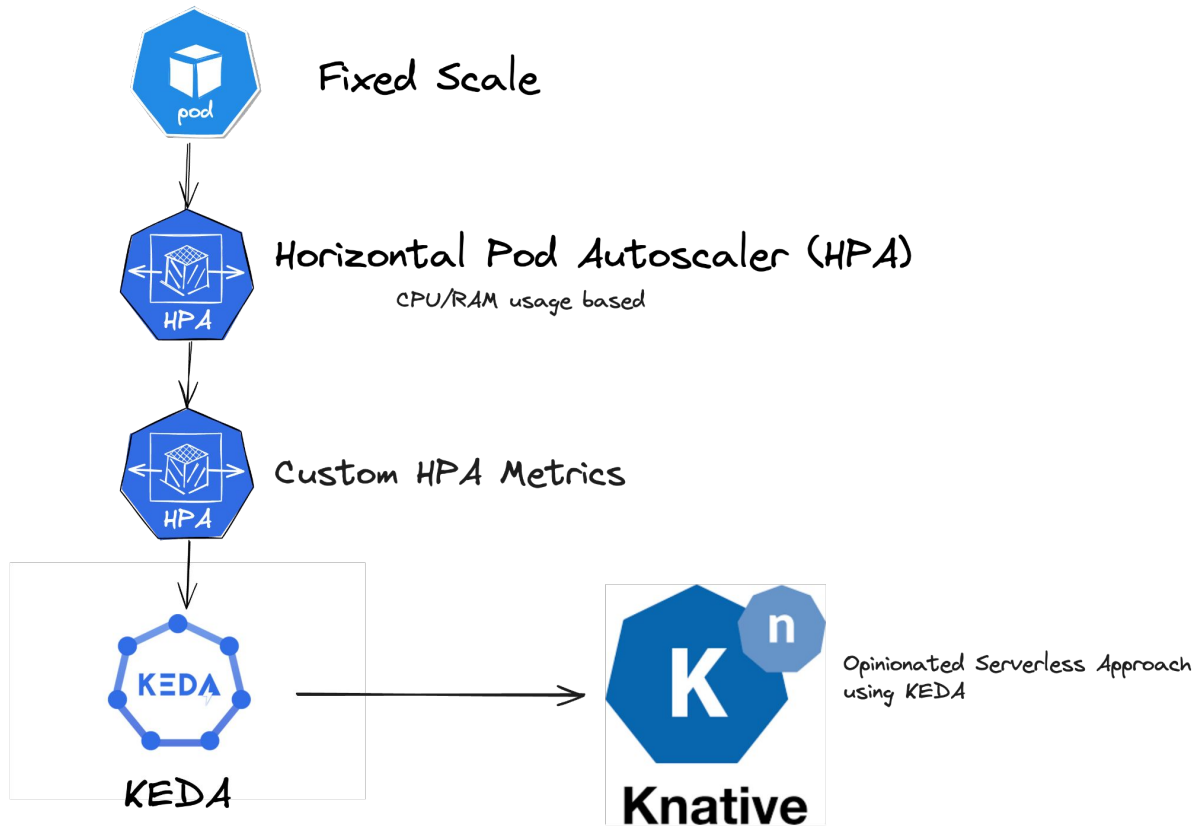 pod
Fixed Scale
HPA
Horizontal Pod Autoscaler (HPA)
CPU/RAM usage based
HPA
Custom HPA Metrics
KEDA
KEDA
K
n
Knative
Opinionated Serverless Approach
using KEDA